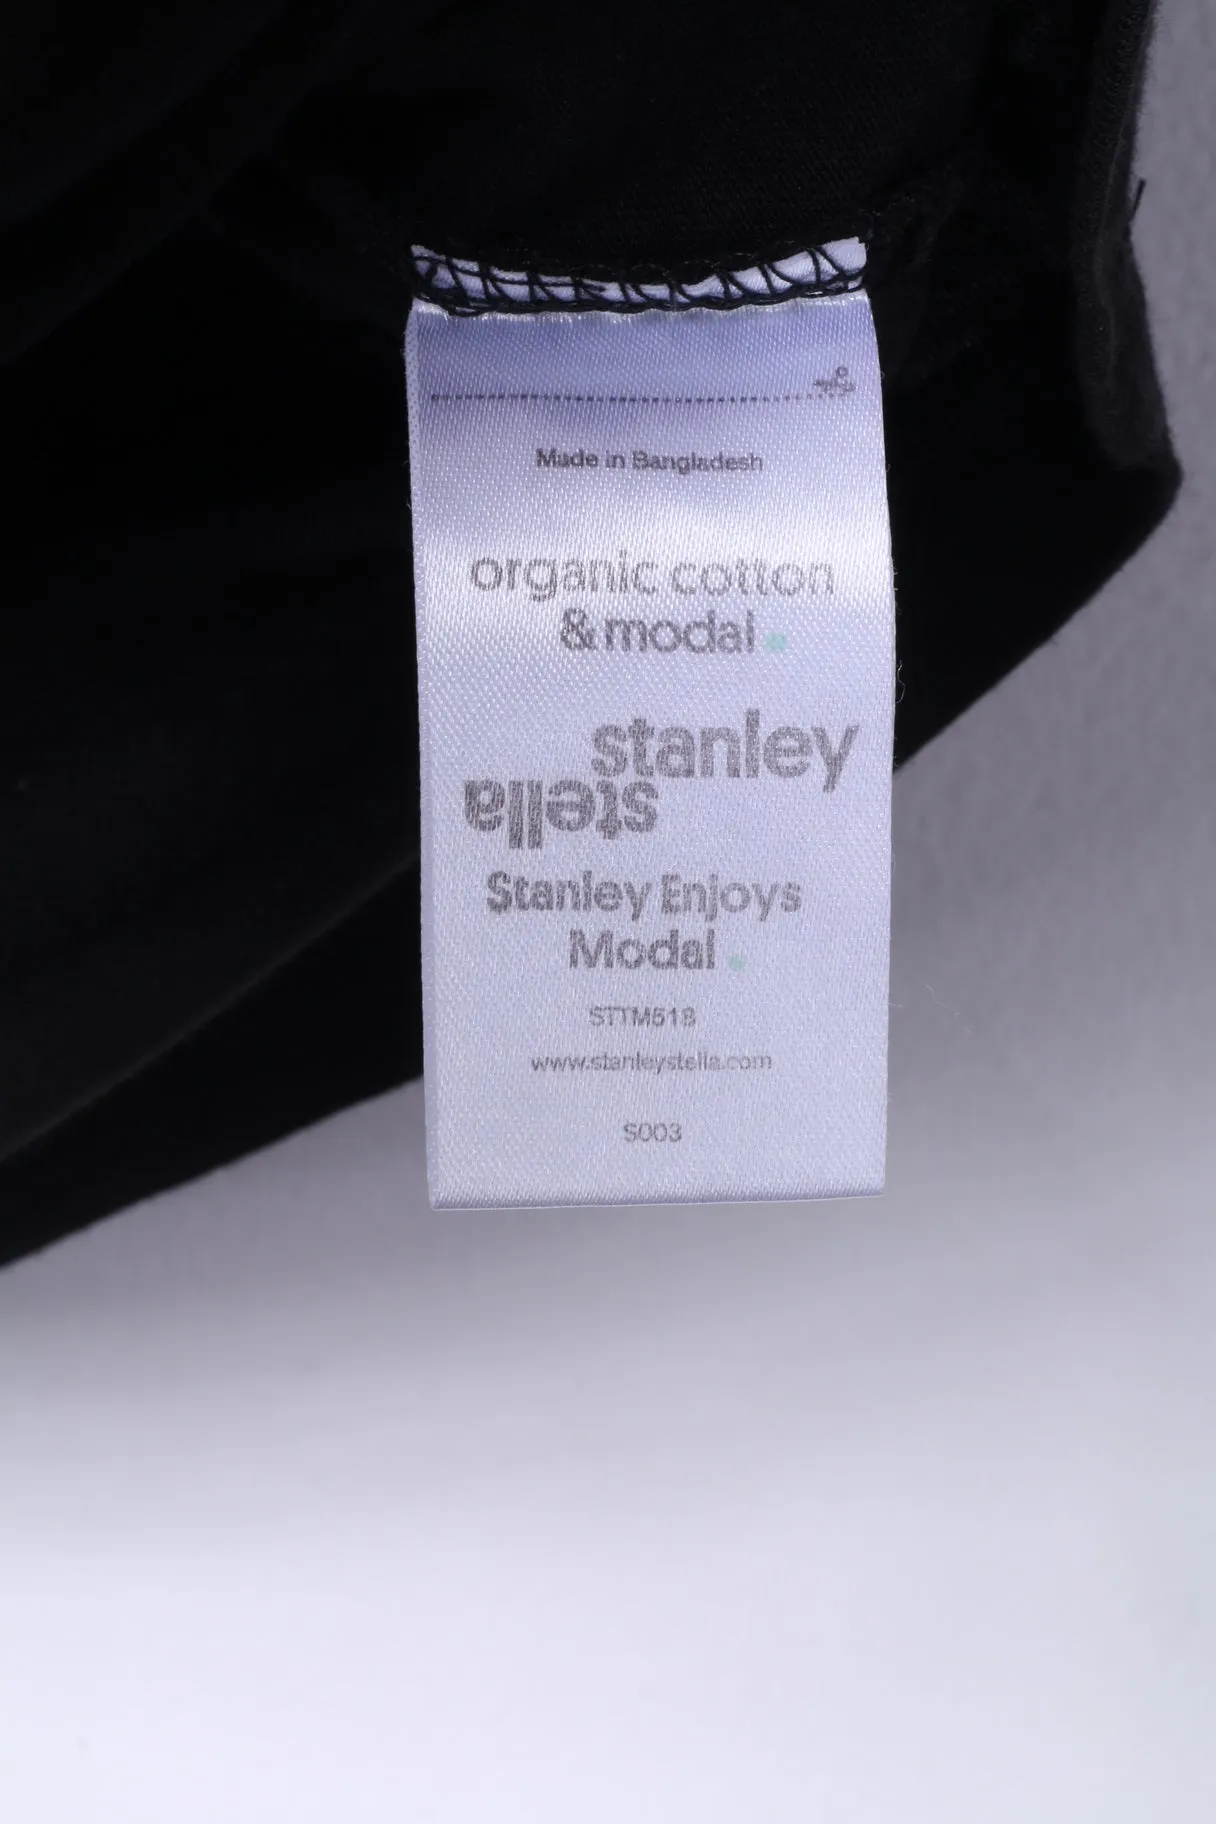 Made in Bangladesh
organic cotton
& modal.
stanley
stella
Stanley Enjoys
Modal.
STTM518
www.stanleystella.com
S003